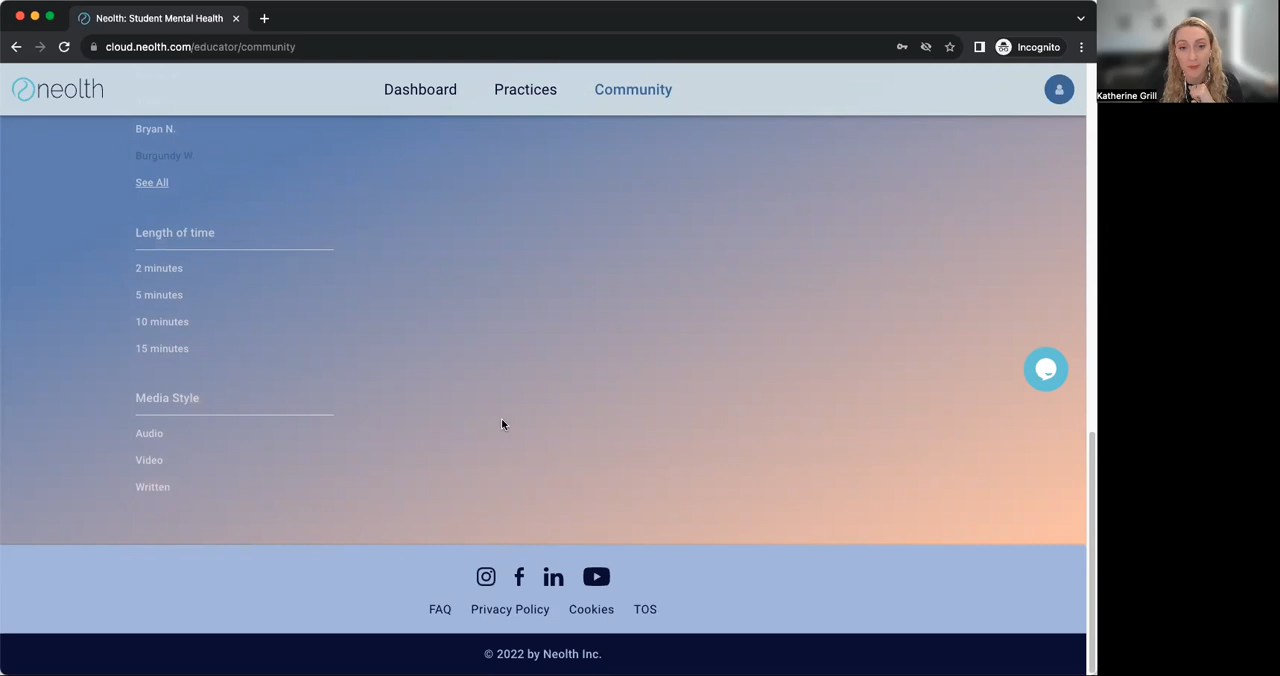 Neolth: Student Mental Health
cloud.neolth.com/educator/community
Incognito
neolth
Dashboard
Practices
Community
Katherine Grill
Bryan N.
Burgundy W.
See All
Length of time
2 minutes
5 minutes
10 minutes
15 minutes
Media Style
Audio
Video
Written
FAQ
Privacy Policy
Cookies
TOS
© 2022 by Neolth Inc.